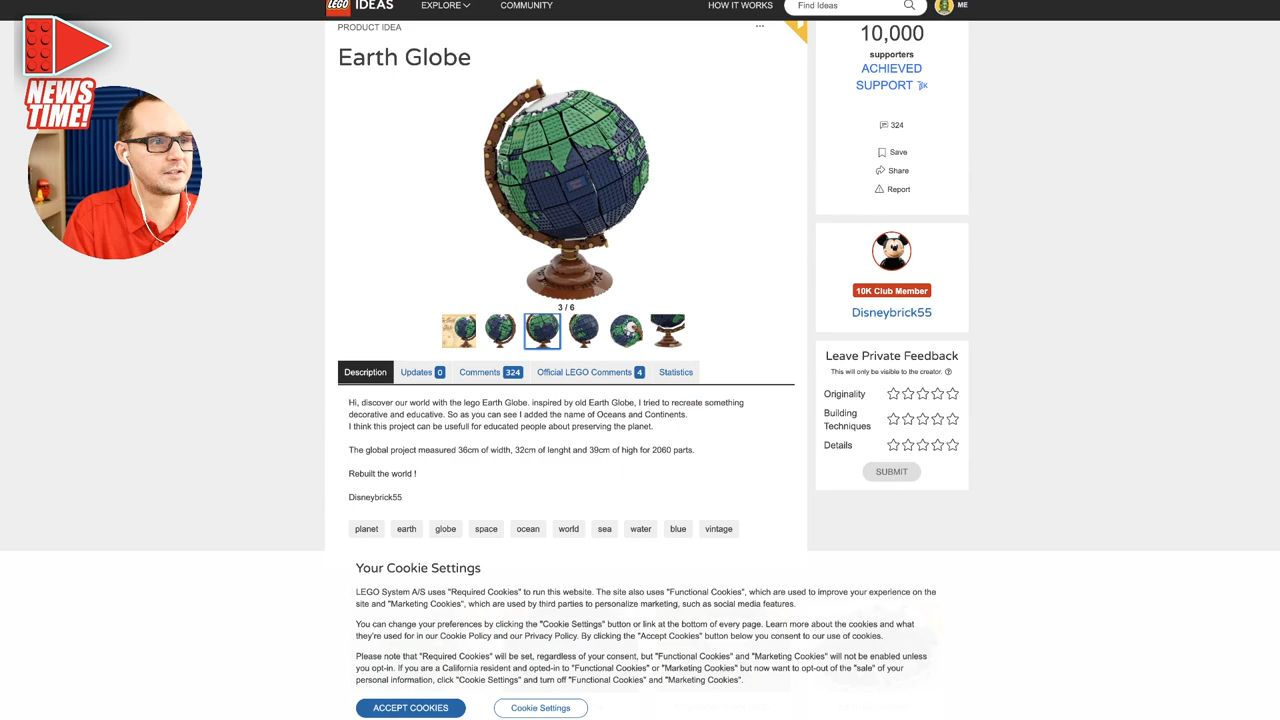 LEGO IDEAS EXPLORE COMMUNITY HOW IT WORKS Find Ideas ME
NEWS
TIME!
PRODUCT IDEA
...
Earth Globe
3 / 6
Description Updates 0 Comments 324 Official LEGO Comments 4 Statistics
Hi, discover our world with the lego Earth Globe. inspired by old Earth Globe, I tried to recreate something
decorative and educative. So as you can see I added the name of Oceans and Continents.
I think this project can be usefull for educated people about preserving the planet.
The global project measured 36cm of width, 32cm of lenght and 39cm of high for 2060 parts.
Rebuilt the world !
Disneybrick55
planet earth globe space ocean world sea water blue vintage
10,000
supporters
ACHIEVED
SUPPORT
324
Save
Share
Report
10K Club Member
Disneybrick55
Leave Private Feedback
This will only be visible to the creator.
Originality
Building
Techniques
Details
SUBMIT
Your Cookie Settings
LEGO System A/S uses "Required Cookies" to run this website. The site also uses "Functional Cookies", which are used to improve your experience on the
site and "Marketing Cookies", which are used by third parties to personalize marketing, such as social media features.
You can change your preferences by clicking the "Cookie Settings" button or link at the bottom of every page. Learn more about the cookies and what
they're used for in our Cookie Policy and our Privacy Policy. By clicking the "Accept Cookies" button below you consent to our use of cookies.
Please note that "Required Cookies" will be set, regardless of your consent, but "Functional Cookies" and "Marketing Cookies" will not be enabled unless
you opt-in. If you are a California resident and opted-in to "Functional Cookies" or "Marketing Cookies" but now want to opt-out of the "sale" of your
personal information, click "Cookie Settings" and turn off "Functional Cookies" and "Marketing Cookies".
ACCEPT COOKIES Cookie Settings